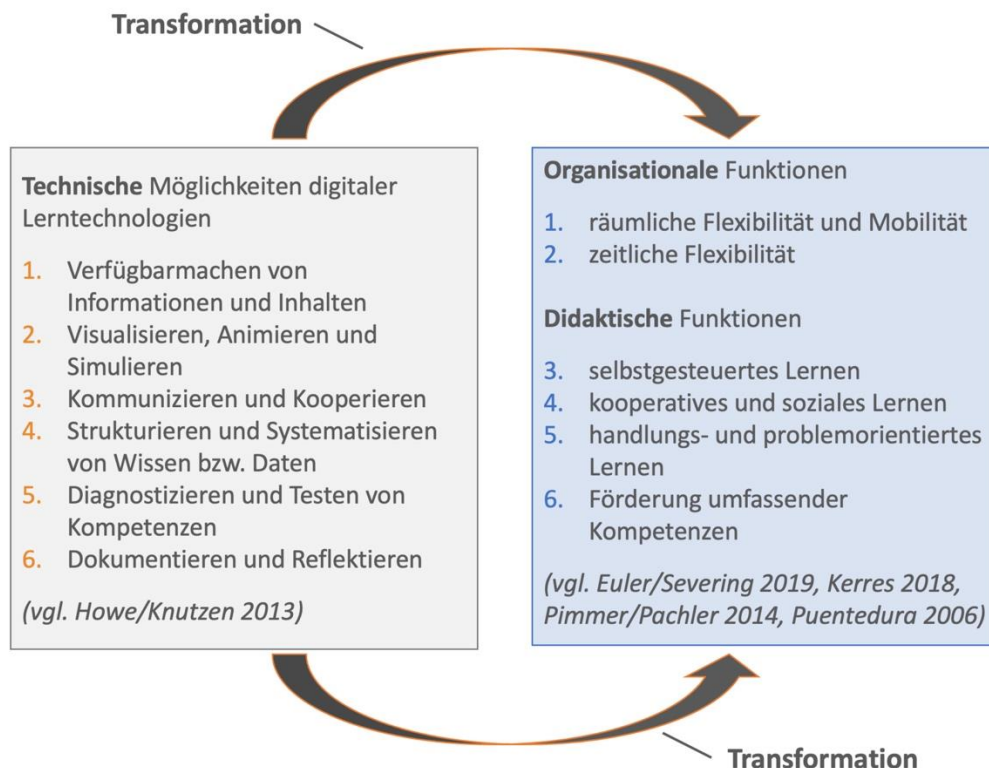 Transformation
Technische Möglichkeiten digitaler
Lerntechnologien
1. Verfügbarmachen von
Informationen und Inhalten
2. Visualisieren, Animieren und
Simulieren
3. Kommunizieren und Kooperieren
4. Strukturieren und Systematisieren
von Wissen bzw. Daten
5. Diagnostizieren und Testen von
Kompetenzen
6. Dokumentieren und Reflektieren
(vgl. Howe/Knutzen 2013)
Organisationale Funktionen
1. räumliche Flexibilität und Mobilität
2. zeitliche Flexibilität
Didaktische Funktionen
3. selbstgesteuertes Lernen
4. kooperatives und soziales Lernen
5. handlungs- und problemorientiertes
Lernen
6. Förderung umfassender
Kompetenzen
(vgl. Euler/Severing 2019, Kerres 2018,
Pimmer/Pachler 2014, Puentedura 2006)
Transformation